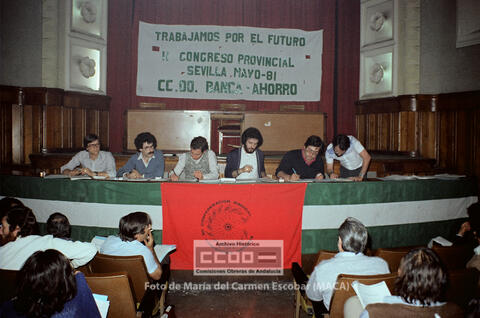 TRABAJAMOS POR EL FUTURO
II CONGRESO PROVINCIAL
-SEVILLA, MAYO-81
CC.OO. BANCA-AHORRO
CCOO
Archivo Histórico
Comisiones Obreras de Andalucía
Foto de María del Carmen Escobar (MCE)